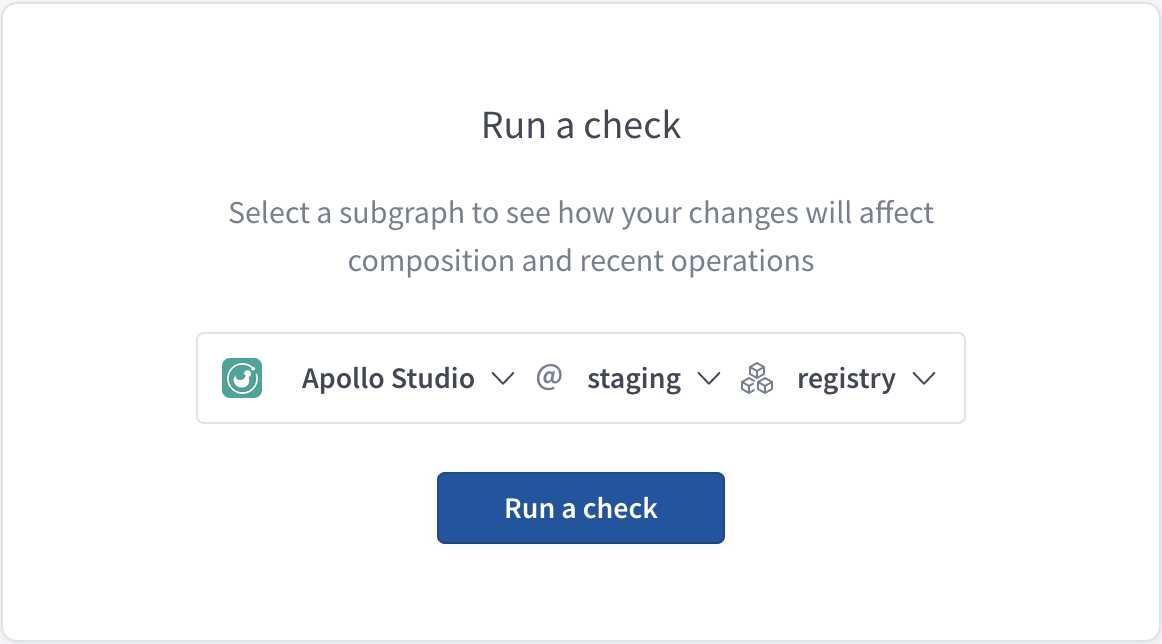 Run a check
Select a subgraph to see how your changes will affect
composition and recent operations
Apollo Studio @ staging registry
Run a check